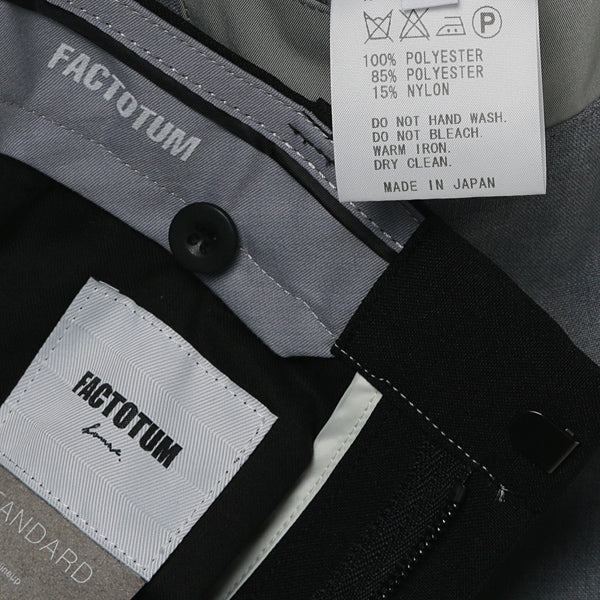 FACTOTUM
P
100% POLYESTER
85% POLYESTER
15% NYLON
DO NOT HAND WASH.
DO NOT BLEACH.
WARM IRON.
DRY CLEAN.
MADE IN JAPAN
FACTOTUM
homme.